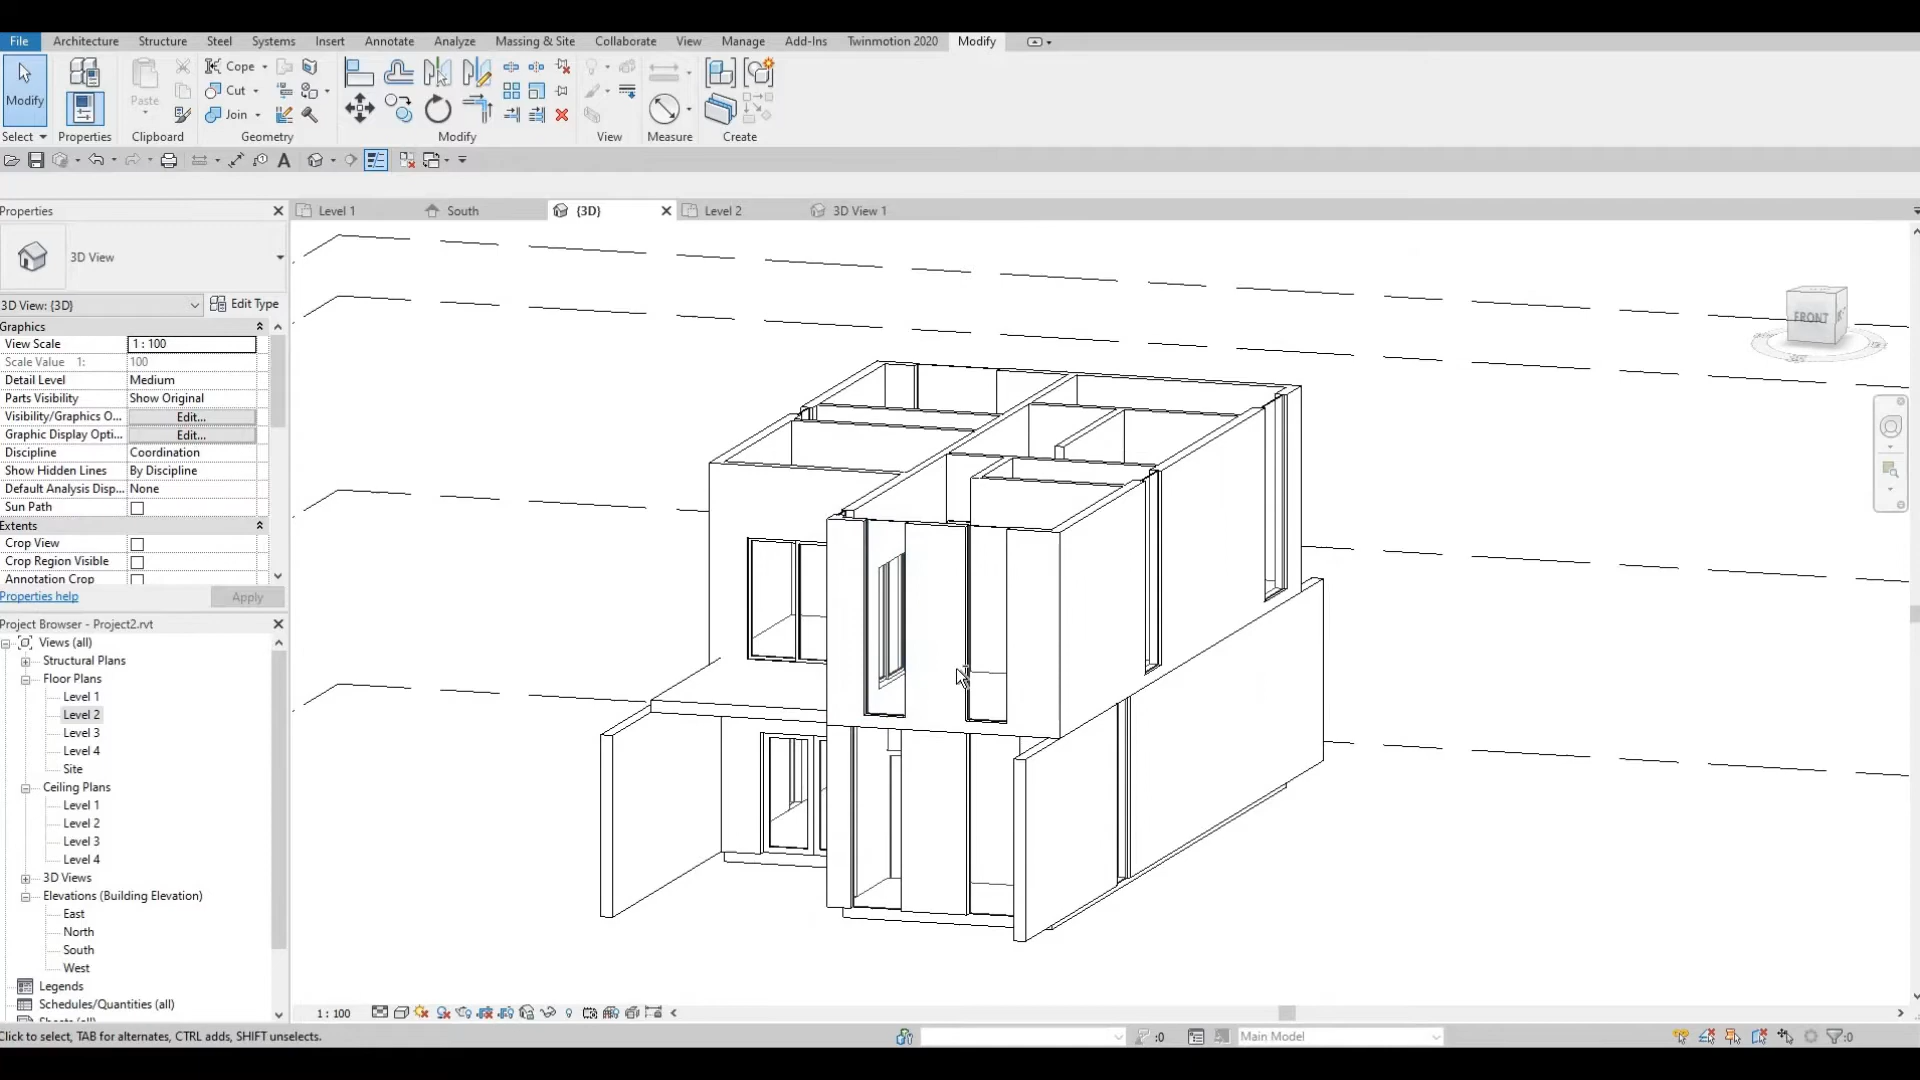 File Architecture Structure Steel Systems Insert Annotate Analyze Massing & Site Collaborate View Manage Add-Ins Twinmotion 2020 Modify
Modify
Paste
Cope
Cut
Join
Select Properties Clipboard Geometry Modify View Measure Create
A
Properties
Level 1 South {3D} Level 2 3D View 1
3D View
3D View: {3D} Edit Type
Graphics
View Scale 1 : 100
Scale Value 1: 100
Detail Level Medium
Parts Visibility Show Original
Visibility/Graphics O... Edit...
Graphic Display Opti... Edit...
Discipline Coordination
Show Hidden Lines By Discipline
Default Analysis Disp... None
Sun Path
Extents
Crop View
Crop Region Visible
Annotation Crop
Properties help Apply
FRONT
Project Browser - Project2.rvt
Views (all)
Structural Plans
Floor Plans
Level 1
Level 2
Level 3
Level 4
Site
Ceiling Plans
Level 1
Level 2
Level 3
Level 4
3D Views
Elevations (Building Elevation)
East
North
South
West
Legends
Schedules/Quantities (all)
1 : 100
Click to select, TAB for alternates, CTRL adds, SHIFT unselects. :0 Main Model :0